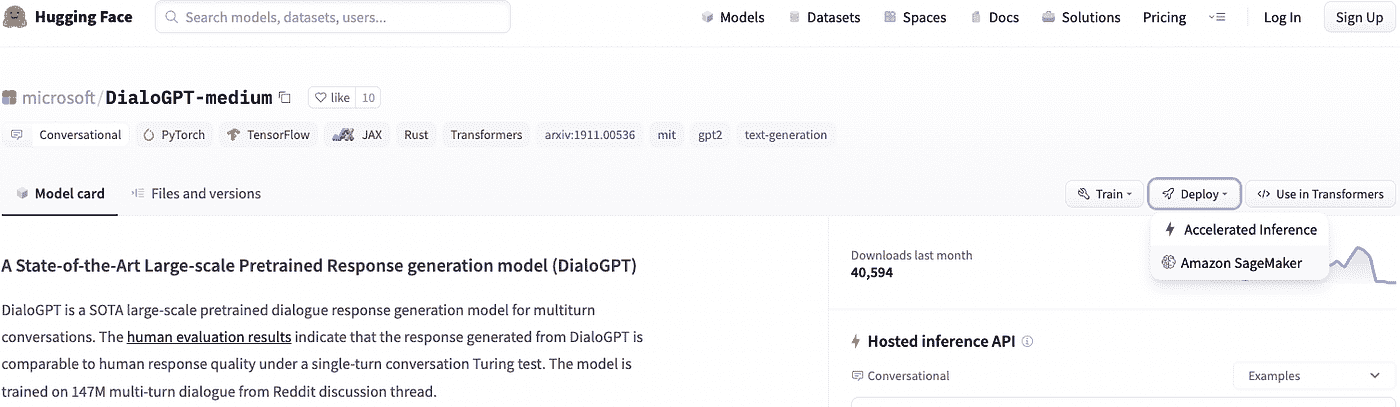 Hugging Face Search models, datasets, users... Models Datasets Spaces Docs Solutions Pricing Log In Sign Up
microsoft/DialoGPT-medium like 10
Conversational PyTorch TensorFlow JAX Rust Transformers arxiv:1911.00536 mit gpt2 text-generation
Model card Files and versions Train Deploy Use in Transformers
Accelerated Inference
Amazon SageMaker
A State-of-the-Art Large-scale Pretrained Response generation model (DialoGPT)
DialoGPT is a SOTA large-scale pretrained dialogue response generation model for multiturn
conversations. The human evaluation results indicate that the response generated from DialoGPT is
comparable to human response quality under a single-turn conversation Turing test. The model is
trained on 147M multi-turn dialogue from Reddit discussion thread.
Downloads last month
40,594
Hosted inference API
Conversational Examples